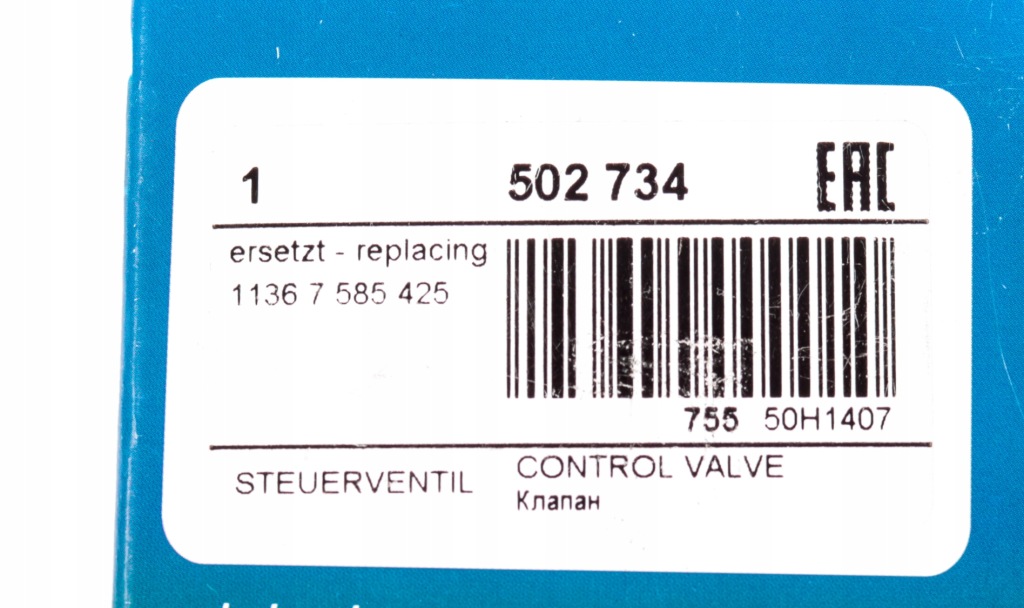 1 502 734 EAC
ersetzt - replacing
1136 7 585 425
755 50H1407
STEUERVENTIL
CONTROL VALVE
Клапан